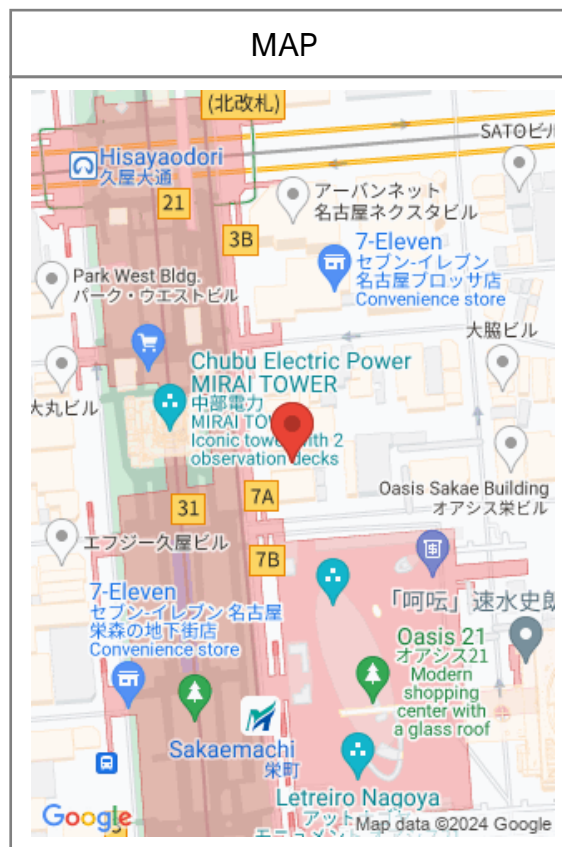 MAP
(北改札)
SATOビル
Hisayaodori
久屋大通
21
アーバンネット
名古屋ネクスタビル
3B
7-Eleven
セブン-イレブン
名古屋ブロッサ店
Convenience store
Park West Bldg.
パーク・ウエストビル
大脇ビル
Chubu Electric Power
MIRAI TOWER
中部電力
MIRAI
Iconic tower with 2
observation decks
大丸ビル
7A
Oasis Sakae Building
オアシス栄ビル
31
エフジー久屋ビル
7B
7-Eleven
セブン-イレブン 名古屋
栄森の地下街店
Convenience store
「呵呍」速水史朗
Oasis 21
オアシス21
Modern
shopping
center with
a glass roof
Sakaemachi
栄町
Letreiro Nagoya
Google
Map data ©2024 Google